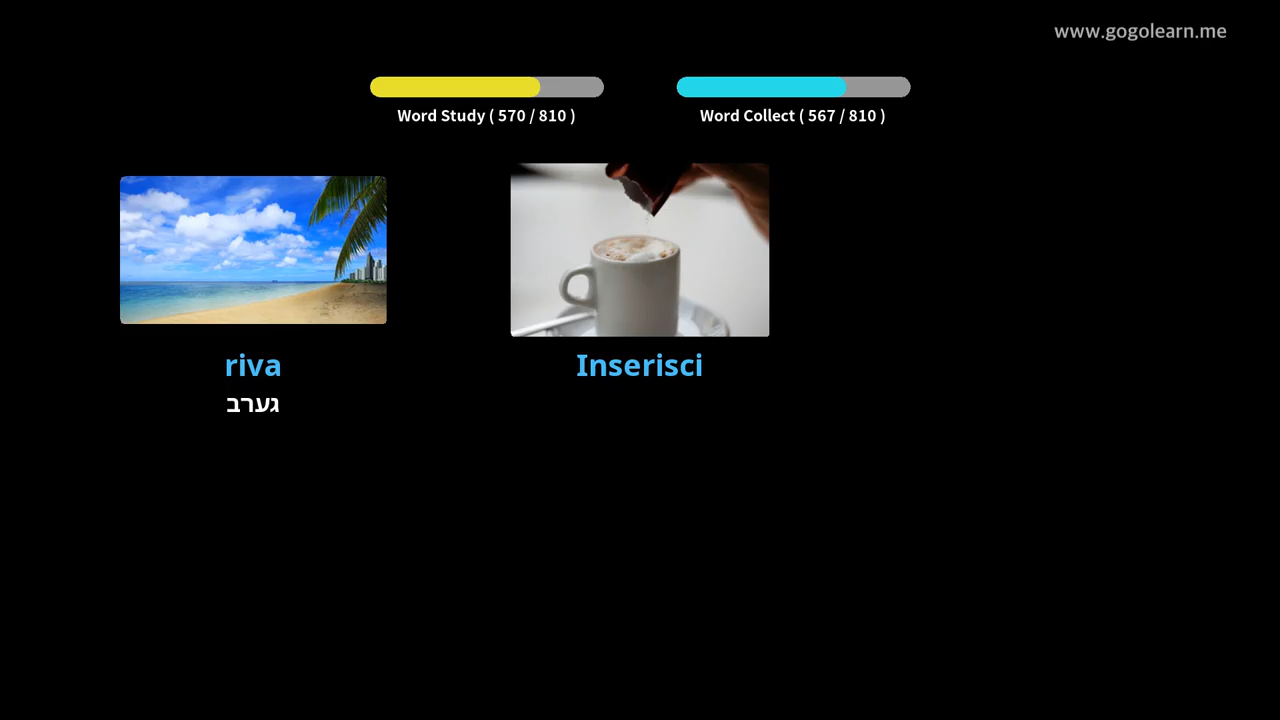 www.gogolearn.me
Word Study ( 570 / 810 )
Word Collect ( 567 / 810 )
riva
Inserisci
גערב